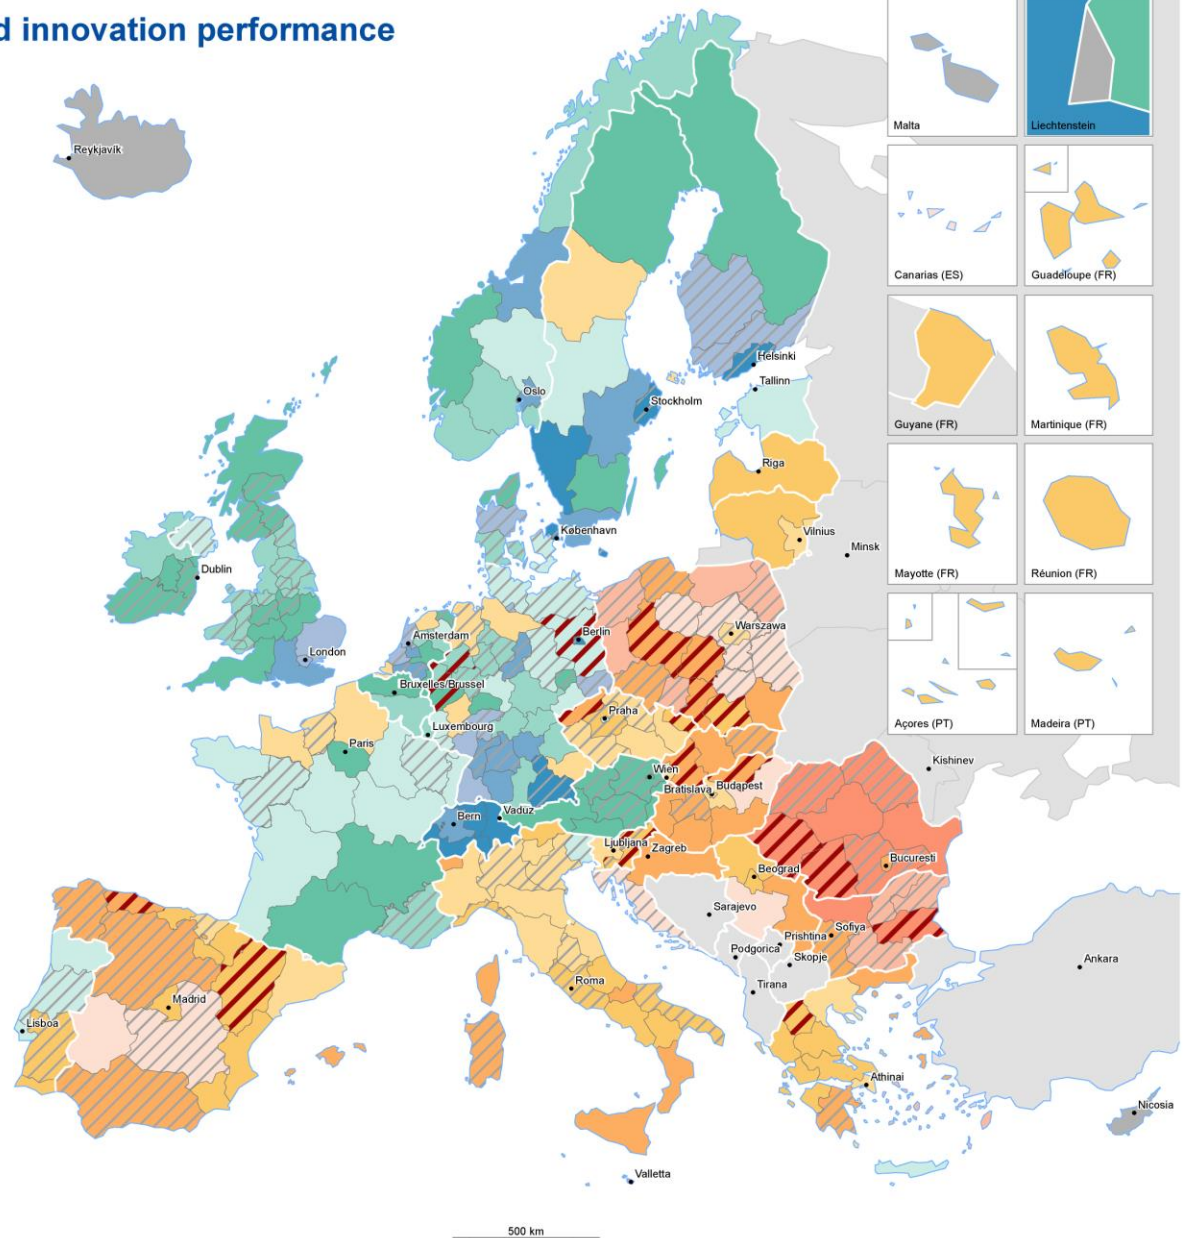 d innovation performance
Malta
Liechtenstein
Reykjavík
Canarias (ES)
Guadeloupe (FR)
Helsinki
Tallinn
Oslo
Stockholm
Guyane (FR)
Martinique (FR)
Riga
København
Vilnius
Minsk
Dublin
Mayotte (FR)
Réunion (FR)
Amsterdam
Berlin
Warszawa
London
Bruxelles/Brussel
Praha
Luxembourg
Açores (PT)
Madeira (PT)
Paris
Kishinev
Wien
Bratislava
Budapest
Bern
Vaduz
Ljubljana
Zagreb
Bucuresti
Beograd
Sarajevo
Prishtina
Sofiya
Podgorica
Skopje
Ankara
Roma
Tirana
Madrid
Lisboa
Athinai
Nicosia
Valletta
500 km